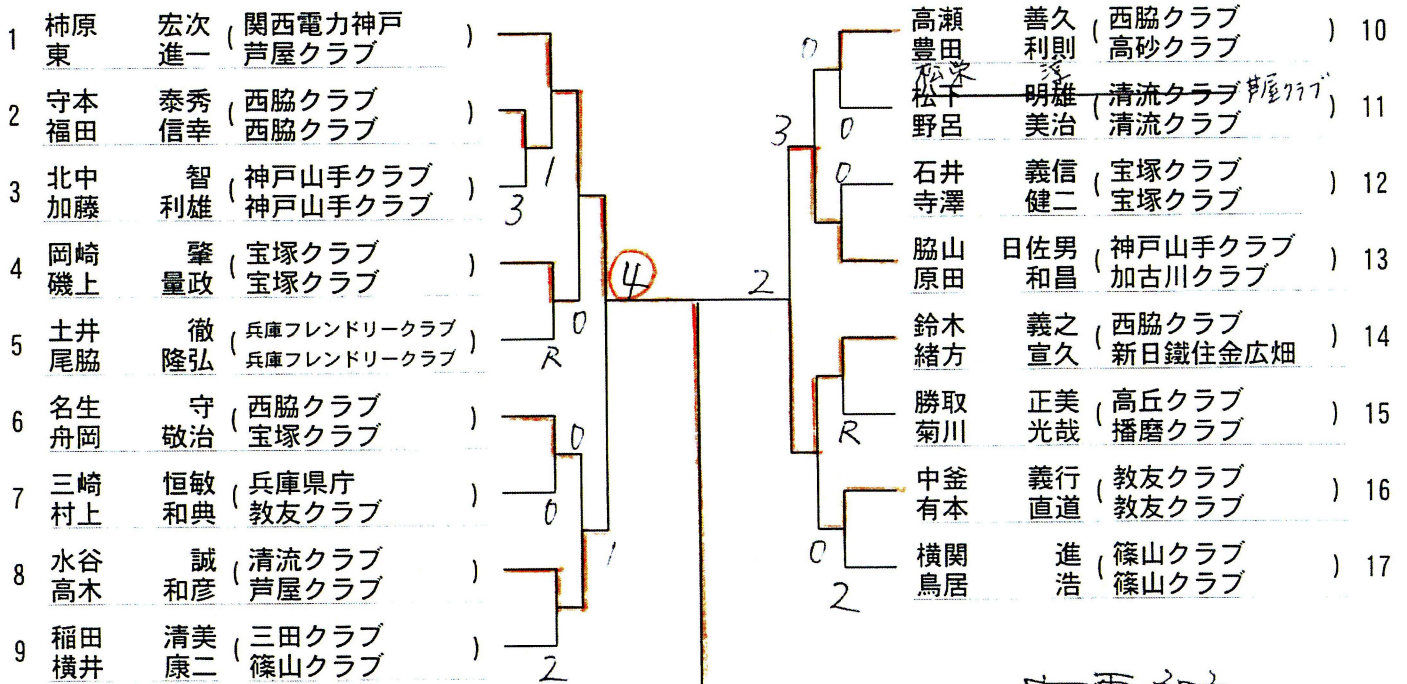 1 柿原 宏次 ( 関西電力神戸 )
東 進一 芦屋クラブ
2 守本 泰秀 ( 西脇クラブ )
福田 信幸 西脇クラブ
1
3 北中 智 ( 神戸山手クラブ )
加藤 利雄 神戸山手クラブ
3
4 岡崎 肇 ( 宝塚クラブ )
磯上 量政 宝塚クラブ
0
5 土井 徹 ( 兵庫フレンドリークラブ )
尾脇 隆弘 兵庫フレンドリークラブ
R
6 名生 守 ( 西脇クラブ )
舟岡 敬治 宝塚クラブ
0
7 三崎 恒敏 ( 兵庫県庁 )
村上 和典 教友クラブ
0
1
8 水谷 誠 ( 清流クラブ )
高木 和彦 芦屋クラブ
9 稲田 清美 ( 三田クラブ )
横井 康二 篠山クラブ
2
④ 2
高瀬 善久 ( 西脇クラブ ) 10
豊田 利則 高砂クラブ
0
松栄 淳
松下 明雄 ( 清流クラブ 芦屋クラブ ) 11
野呂 美治 清流クラブ
3 0
石井 義信 ( 宝塚クラブ ) 12
寺澤 健二 宝塚クラブ
0
脇山 日佐男 ( 神戸山手クラブ ) 13
原田 和昌 加古川クラブ
鈴木 義之 ( 西脇クラブ ) 14
緒方 宣久 新日鐵住金広畑
勝取 正美 ( 高丘クラブ ) 15
菊川 光哉 播磨クラブ
R
中釜 義行 ( 教友クラブ ) 16
有本 直道 教友クラブ
0
横関 進 ( 篠山クラブ ) 17
鳥居 浩 篠山クラブ
2